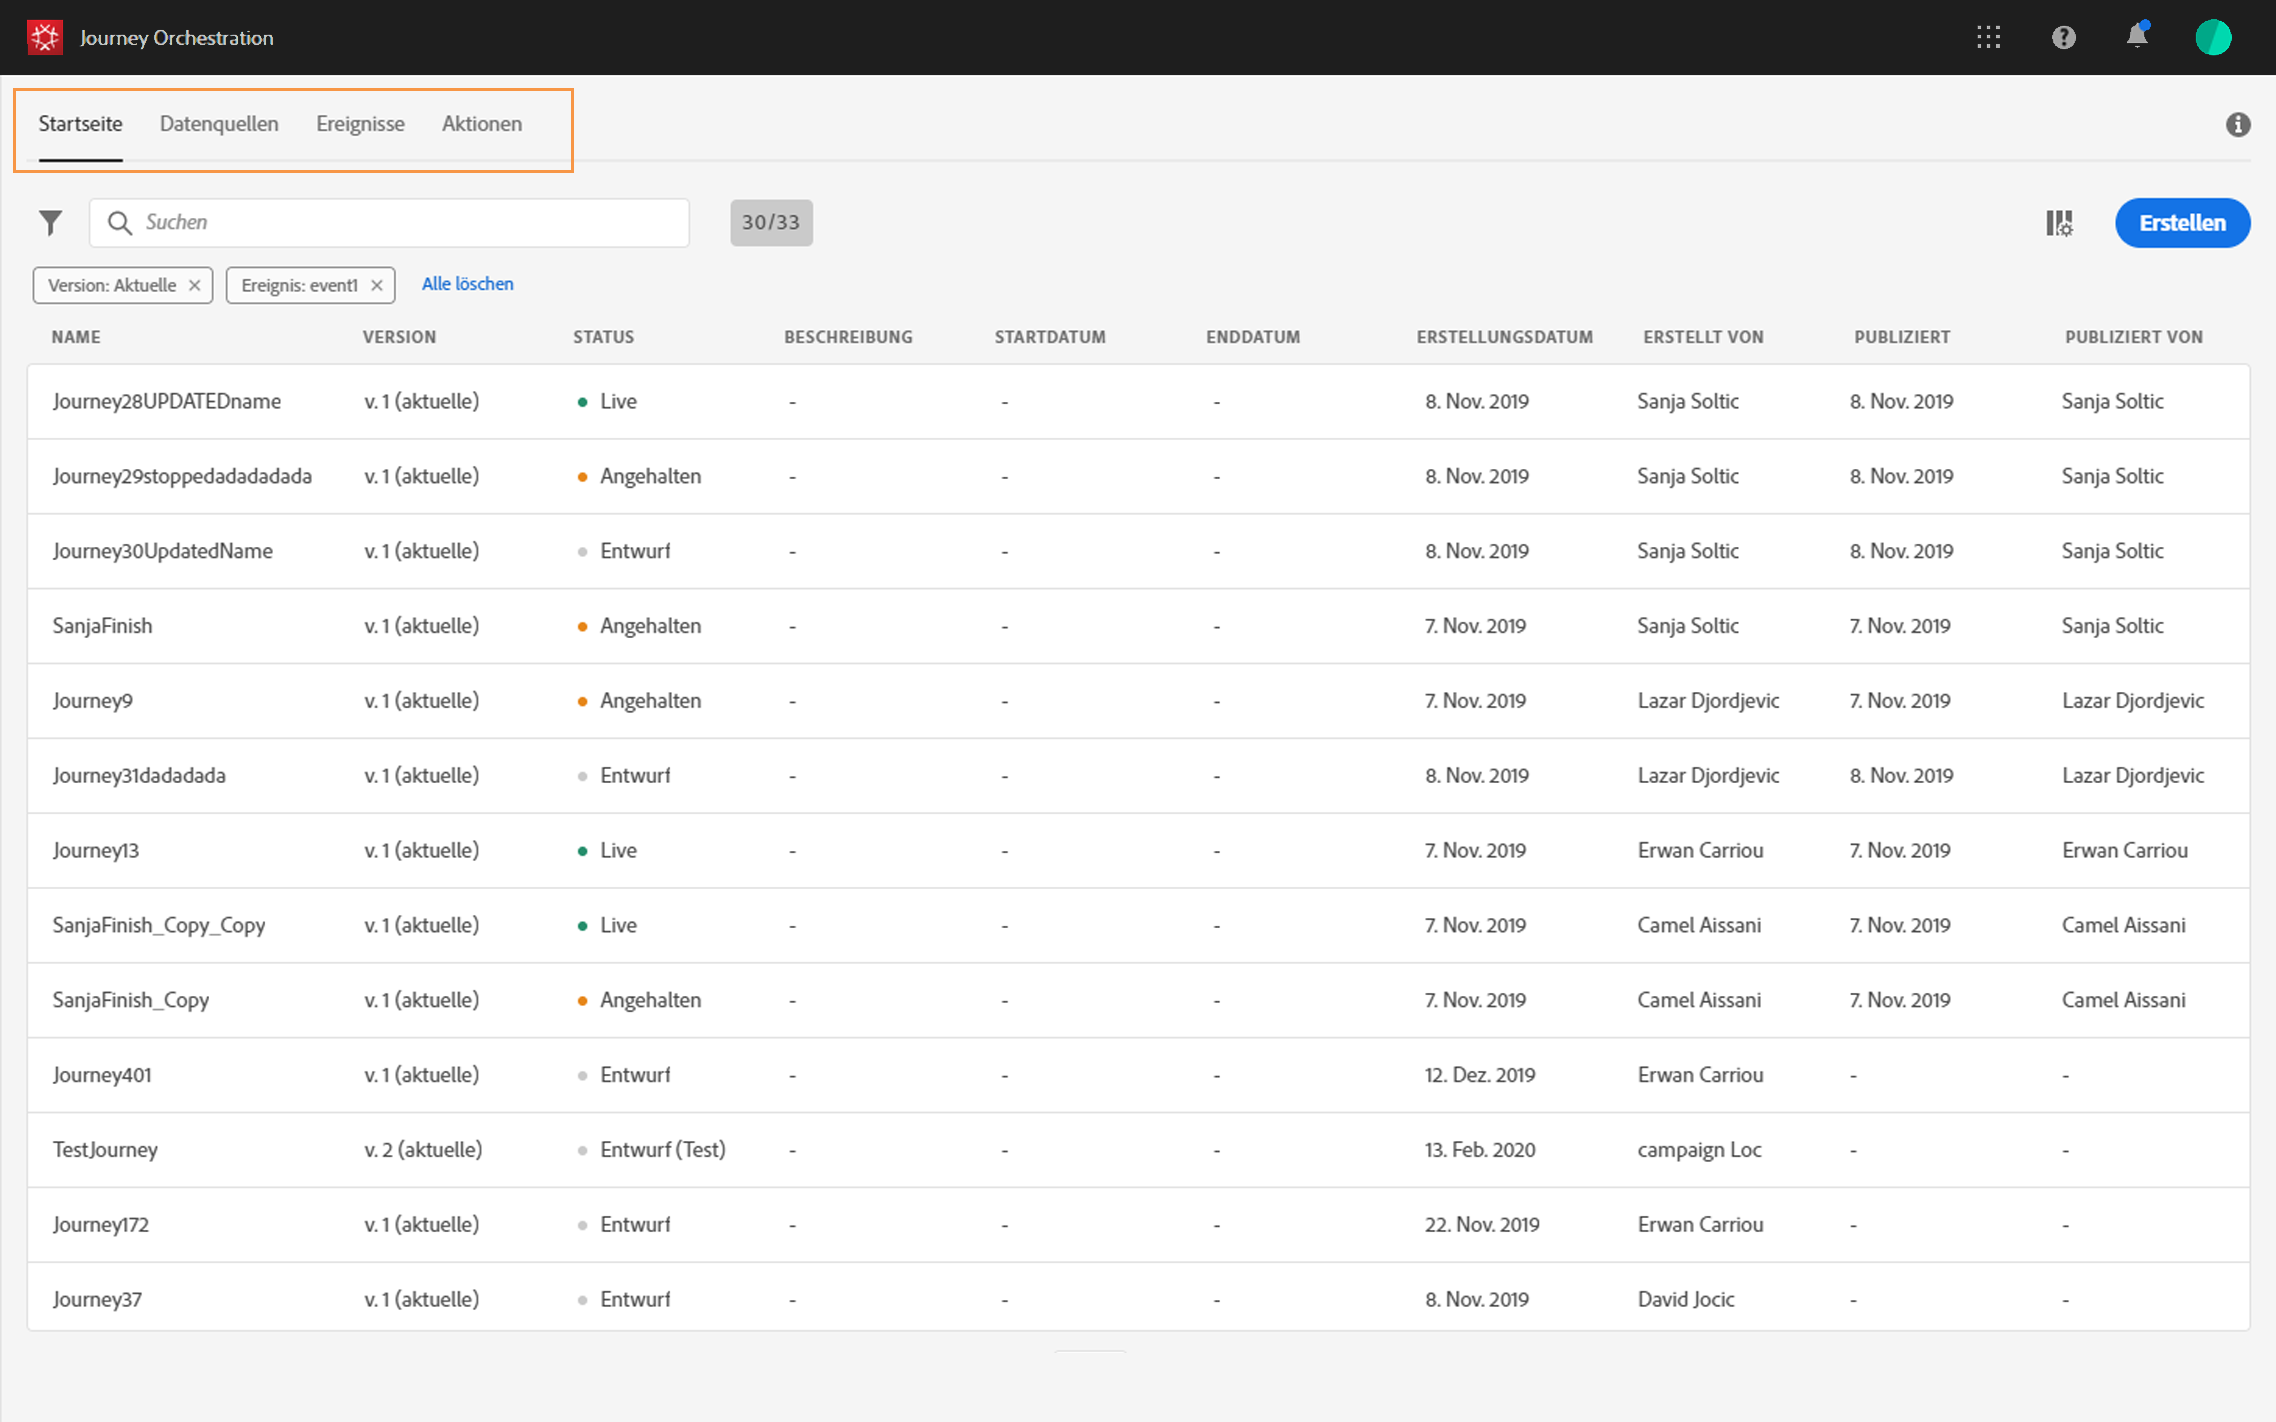 Journey Orchestration
Startseite Datenquellen Ereignisse Aktionen
Suchen 30/33 Erstellen
Version: Aktuelle Ereignis: event1 Alle löschen
NAME VERSION STATUS BESCHREIBUNG STARTDATUM ENDDATUM ERSTELLUNGSDATUM ERSTELLT VON PUBLIZIERT PUBLIZIERT VON
Journey28UPDATEDname v. 1 (aktuelle) Live - - - 8. Nov. 2019 Sanja Soltic 8. Nov. 2019 Sanja Soltic
Journey29stoppedadadadada v. 1 (aktuelle) Angehalten - - - 8. Nov. 2019 Sanja Soltic 8. Nov. 2019 Sanja Soltic
Journey30UpdatedName v. 1 (aktuelle) Entwurf - - - 8. Nov. 2019 Sanja Soltic 8. Nov. 2019 Sanja Soltic
SanjaFinish v. 1 (aktuelle) Angehalten - - - 7. Nov. 2019 Sanja Soltic 7. Nov. 2019 Sanja Soltic
Journey9 v. 1 (aktuelle) Angehalten - - - 7. Nov. 2019 Lazar Djordjevic 7. Nov. 2019 Lazar Djordjevic
Journey31dadadada v. 1 (aktuelle) Entwurf - - - 8. Nov. 2019 Lazar Djordjevic 8. Nov. 2019 Lazar Djordjevic
Journey13 v. 1 (aktuelle) Live - - - 7. Nov. 2019 Erwan Carriou 7. Nov. 2019 Erwan Carriou
SanjaFinish_Copy_Copy v. 1 (aktuelle) Live - - - 7. Nov. 2019 Camel Aissani 7. Nov. 2019 Camel Aissani
SanjaFinish_Copy v. 1 (aktuelle) Angehalten - - - 7. Nov. 2019 Camel Aissani 7. Nov. 2019 Camel Aissani
Journey401 v. 1 (aktuelle) Entwurf - - - 12. Dez. 2019 Erwan Carriou - -
TestJourney v. 2 (aktuelle) Entwurf (Test) - - - 13. Feb. 2020 campaign Loc - -
Journey172 v. 1 (aktuelle) Entwurf - - - 22. Nov. 2019 Erwan Carriou - -
Journey37 v. 1 (aktuelle) Entwurf - - - 8. Nov. 2019 David Jocic - -